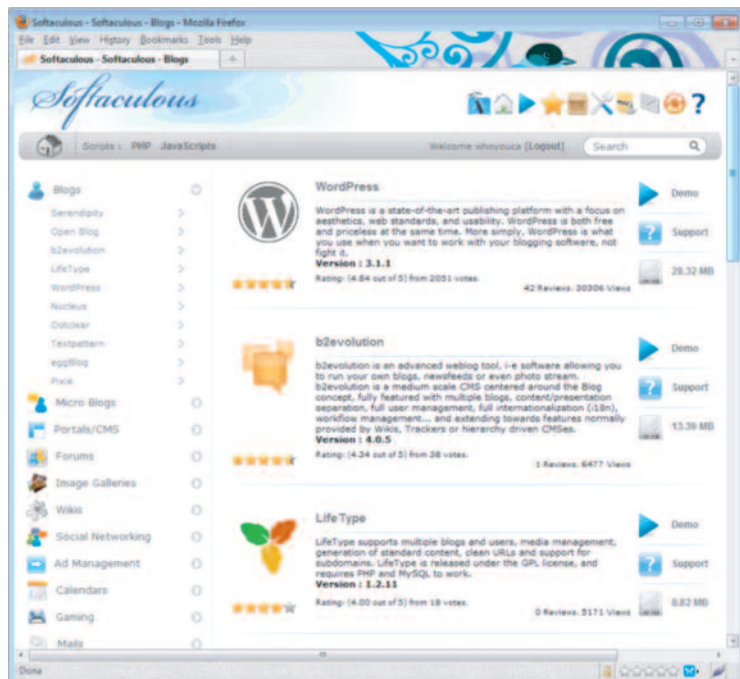 Softaculous - Softaculous - Blogs - Mozilla Firefox
File Edit View History Bookmarks Tools Help
Softaculous - Softaculous - Blogs
Softaculous
Scripts : PHP JavaScripts
Welcome whoyouca [Logout]
Search
Blogs
Serendipity
Open Blog
b2evolution
LifeType
WordPress
Nucleus
Dotclear
Textpattern
eggBlog
Pixie
Micro Blogs
Portals/CMS
Forums
Image Galleries
Wikis
Social Networking
Ad Management
Calendars
Gaming
Mails
WordPress
WordPress is a state-of-the-art publishing platform with a focus on
aesthetics, web standards, and usability. WordPress is both free
and priceless at the same time. More simply, WordPress is what
you use when you want to work with your blogging software, not
fight it.
Version : 3.1.1
Rating: (4.84 out of 5) from 2051 votes.
42 Reviews. 30306 Views
Demo
Support
28.32 MB
b2evolution
b2evolution is an advanced weblog tool, i-e software allowing you
to run your own blogs, newsfeeds or even photo stream.
b2evolution is a medium scale CMS centered around the Blog
concept, fully featured with multiple blogs, content/presentation
separation, full user management, full internationalization (i18n),
workflow management... and extending towards features normally
provided by Wikis, Trackers or hierarchy driven CMSes.
Version : 4.0.5
Rating: (4.34 out of 5) from 38 votes.
1 Reviews. 6477 Views
Demo
Support
13.39 MB
LifeType
LifeType supports multiple blogs and users, media management,
generation of standard content, clean URLs and support for
subdomains. LifeType is released under the GPL license, and
requires PHP and MySQL to work.
Version : 1.2.11
Rating: (4.00 out of 5) from 18 votes.
0 Reviews. 5171 Views
Demo
Support
8.82 MB
Done